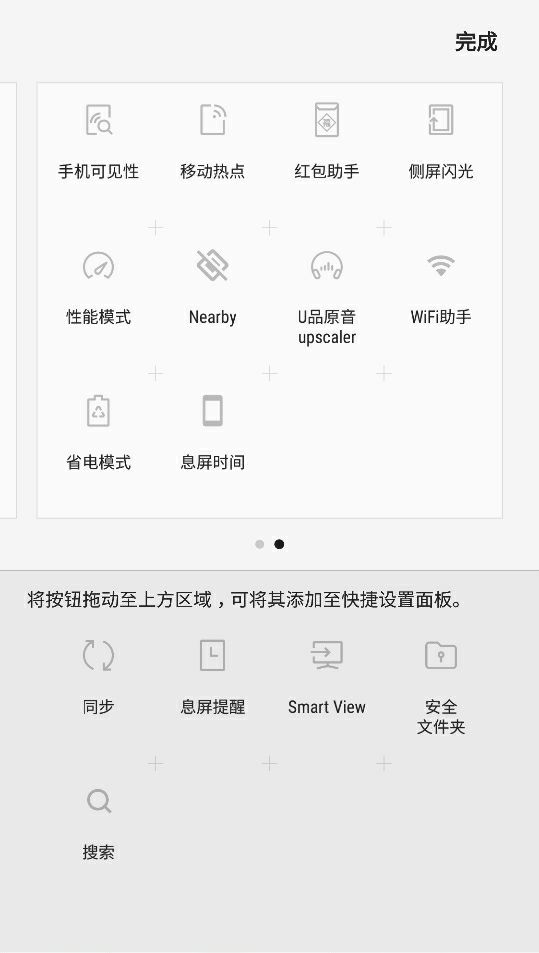 完成
手机可见性 移动热点 红包助手 侧屏闪光
性能模式 Nearby U品原音 WiFi助手
upscaler
省电模式 息屏时间
将按钮拖动至上方区域，可将其添加至快捷设置面板。
同步 息屏提醒 Smart View 安全
文件夹
搜索